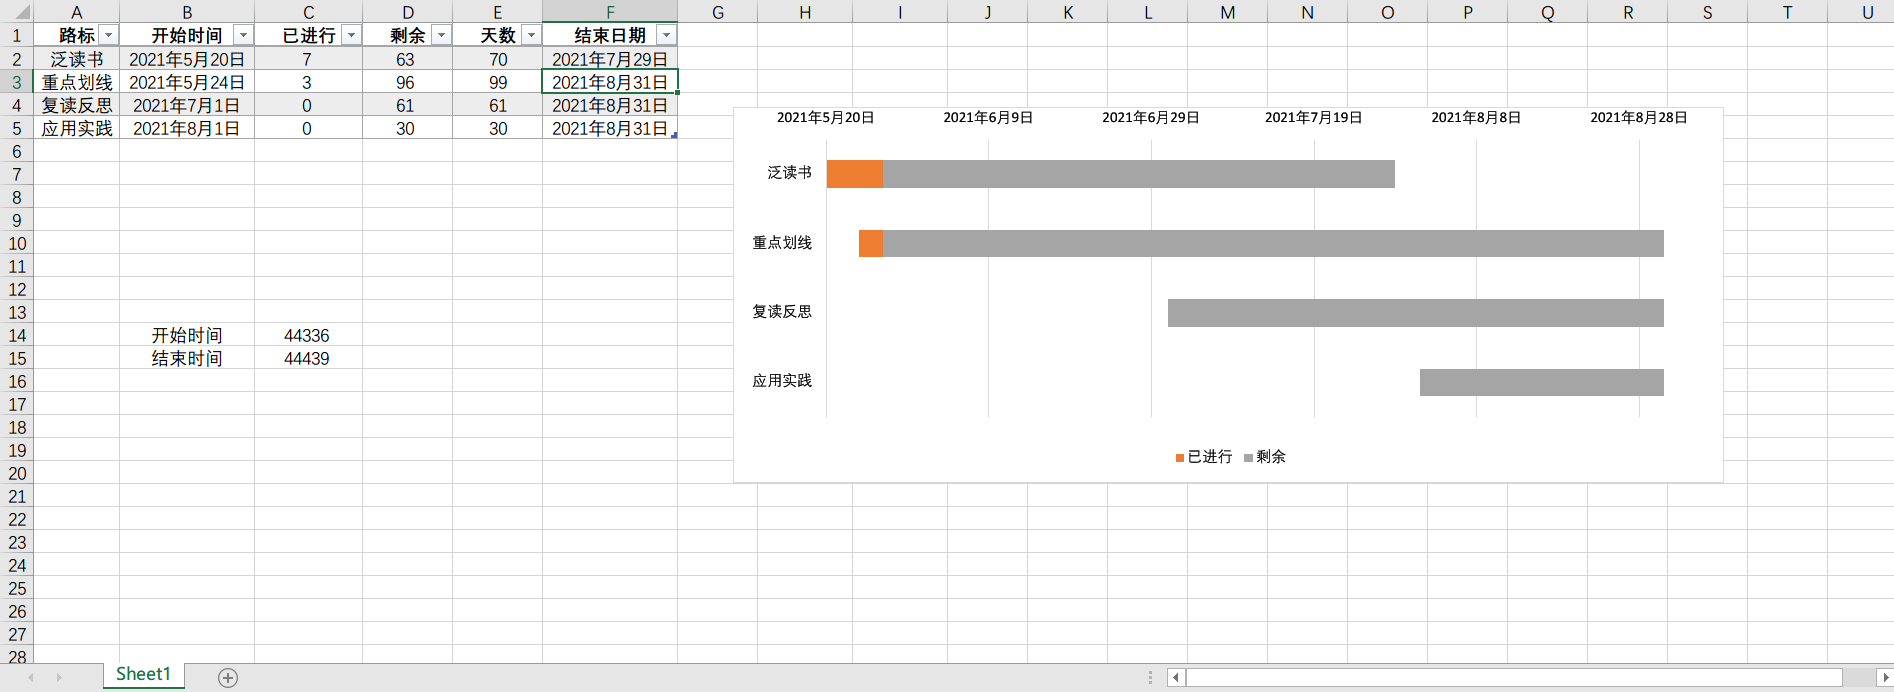 A B C D E F G H I J K L M N O P Q R S T U
1 路标 开始时间 已进行 剩余 天数 结束日期
2 泛读书 2021年5月20日 7 63 70 2021年7月29日
3 重点划线 2021年5月24日 3 96 99 2021年8月31日
4 复读反思 2021年7月1日 0 61 61 2021年8月31日
5 应用实践 2021年8月1日 0 30 30 2021年8月31日
6
7
8
9
10
11
12
13
14 开始时间 44336
15 结束时间 44439
16
17
18
19
20
21
22
23
24
25
26
27
28
2021年5月20日 2021年6月9日 2021年6月29日 2021年7月19日 2021年8月8日 2021年8月28日
泛读书
重点划线
复读反思
应用实践
已进行 剩余
Sheet1